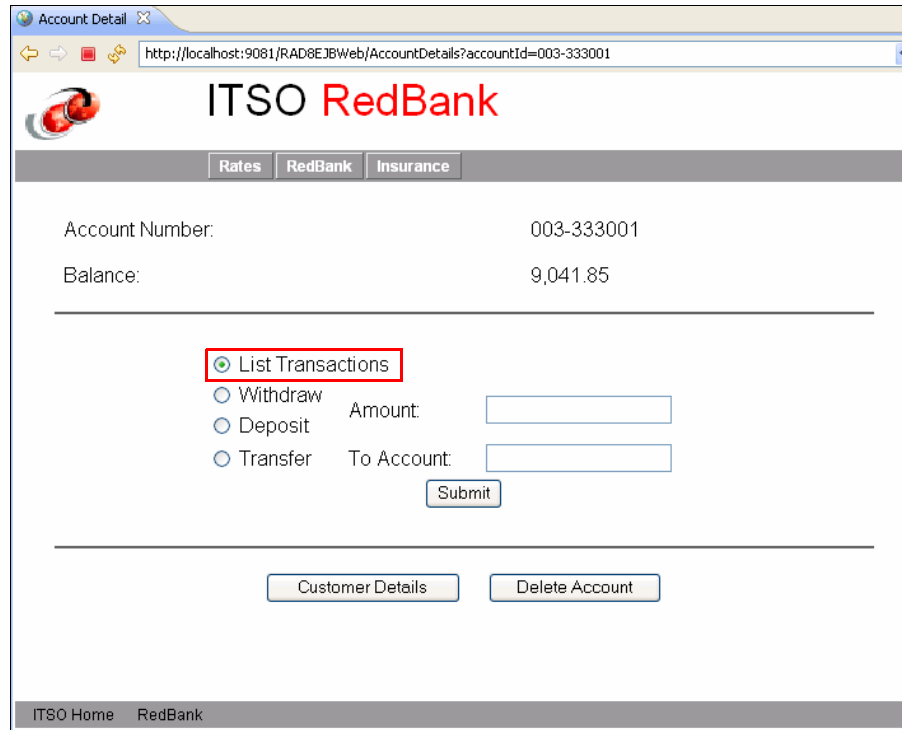 Account Detail
http://localhost:9081/RAD8EJBWeb/AccountDetails?accountId=003-333001
ITSO RedBank
Rates RedBank Insurance
Account Number: 003-333001
Balance: 9,041.85
List Transactions
Withdraw
Amount:
Deposit
Transfer To Account:
Submit
Customer Details Delete Account
ITSO Home RedBank